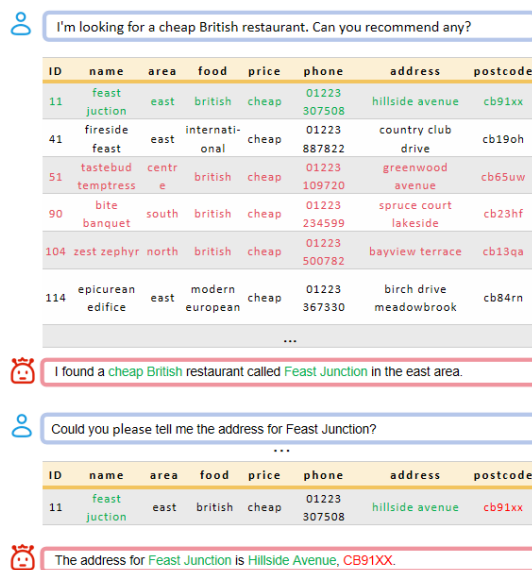 I'm looking for a cheap British restaurant. Can you recommend any?
ID name area food price phone address postcode
11 feast juction east british cheap 01223 307508 hillside avenue cb91xx
41 fireside feast east internati-onal cheap 01223 887822 country club drive cb19oh
51 tastebud temptress centre british cheap 01223 109720 greenwood avenue cb65uw
90 bite banquet south british cheap 01223 234599 spruce court lakeside cb23hf
104 zest zephyr north british cheap 01223 500782 bayview terrace cb13qa
114 epicurean edifice east modern european cheap 01223 367330 birch drive meadowbrook cb84rn
...
I found a cheap British restaurant called Feast Junction in the east area.
Could you please tell me the address for Feast Junction?
...
ID name area food price phone address postcode
11 feast juction east british cheap 01223 307508 hillside avenue cb91xx
The address for Feast Junction is Hillside Avenue, CB91XX.